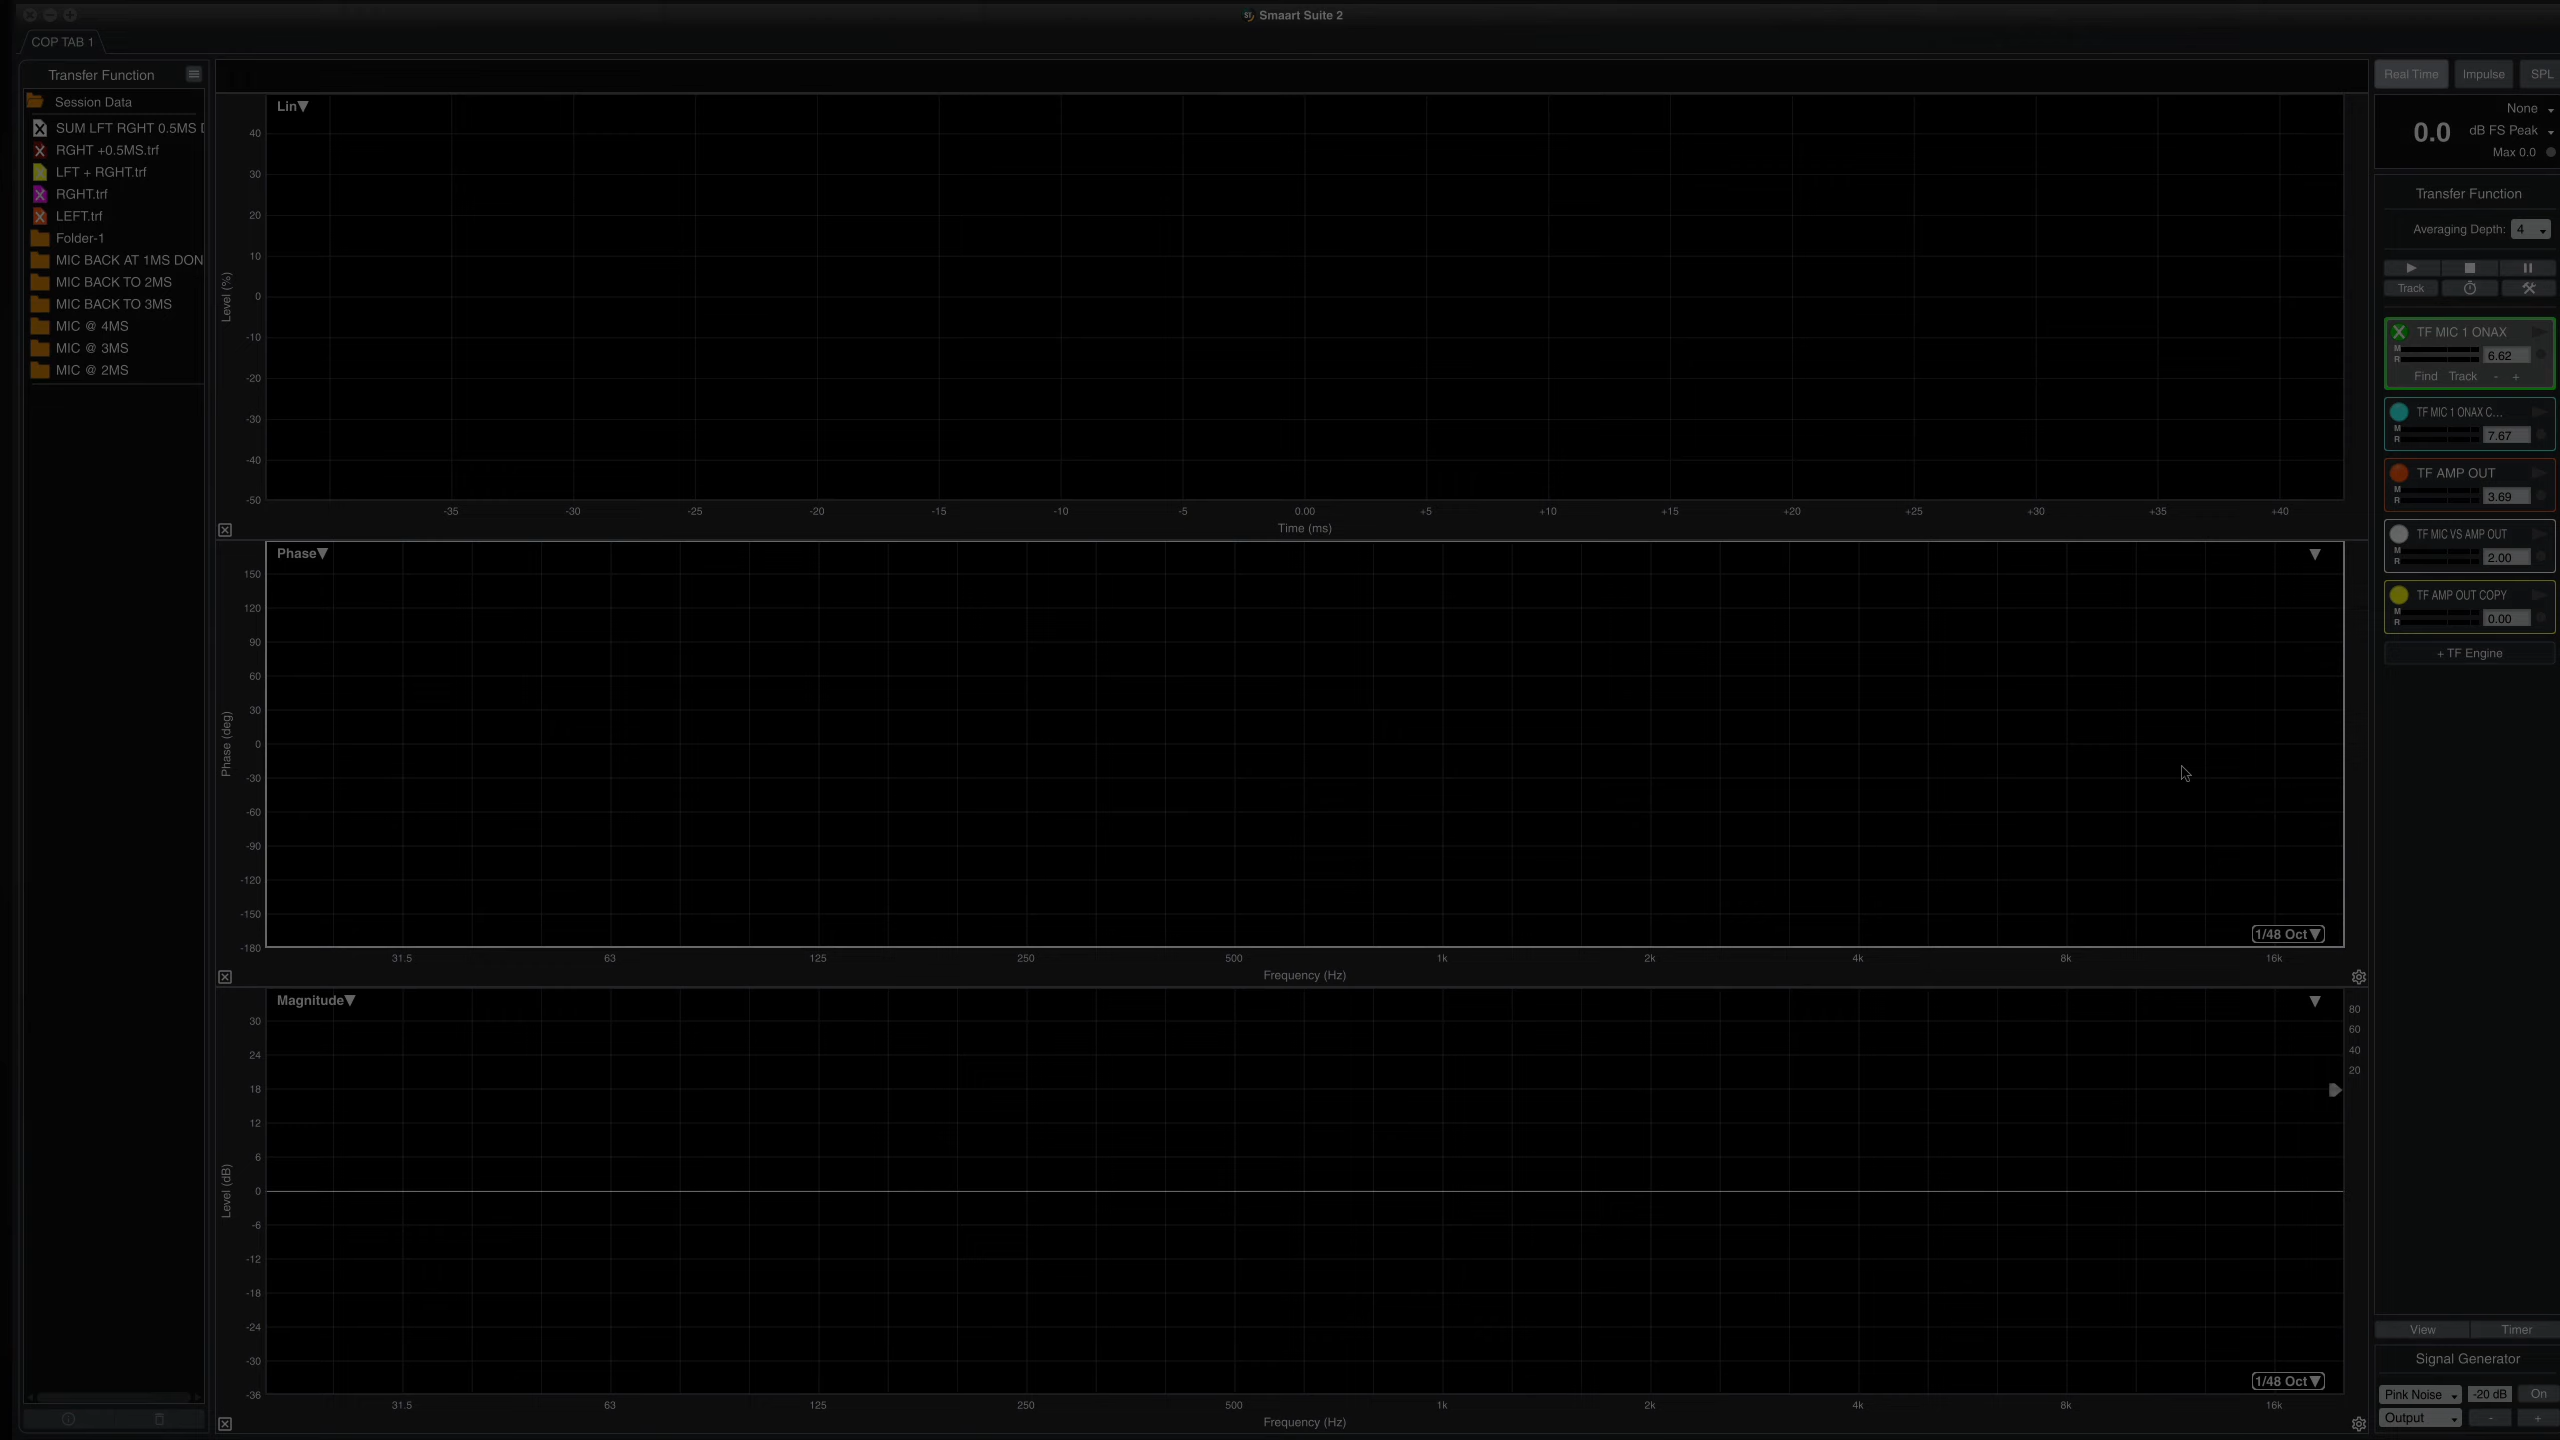 Smaart Suite 2
COP TAB 1
Transfer Function
Session Data
SUM LFT RGHT 0.5MS
RGHT +0.5MS.trf
LFT + RGHT.trf
RGHT.trf
LEFT.trf
Folder-1
MIC BACK AT 1MS DON
MIC BACK TO 2MS
MIC BACK TO 3MS
MIC @ 4MS
MIC @ 3MS
MIC @ 2MS
Lin
40
30
20
10
0
-10
-20
-30
-40
-50
Level (%)
-35 -30 -25 -20 -15 -10 -5 0.00 +5 +10 +15 +20 +25 +30 +35 +40
Time (ms)
Phase
150
120
90
60
30
0
-30
-60
-90
-120
-150
-180
Phase (deg)
1/48 Oct
31.5 63 125 250 500 1k 2k 4k 8k 16k
Frequency (Hz)
Magnitude
30
24
18
12
6
0
-6
-12
-18
-24
-30
-36
Level (dB)
80
60
40
20
1/48 Oct
31.5 63 125 250 500 1k 2k 4k 8k 16k
Frequency (Hz)
Real Time Impulse SPL
None
0.0 dB FS Peak
Max 0.0
Transfer Function
Averaging Depth: 4
Track
TF MIC 1 ONAX
M
R
6.62
Find Track - +
TF MIC 1 ONAX C...
M
R
7.67
TF AMP OUT
M
R
3.69
TF MIC VS AMP OUT
M
R
2.00
TF AMP OUT COPY
M
R
0.00
+ TF Engine
View Timer
Signal Generator
Pink Noise -20 dB On
Output - +